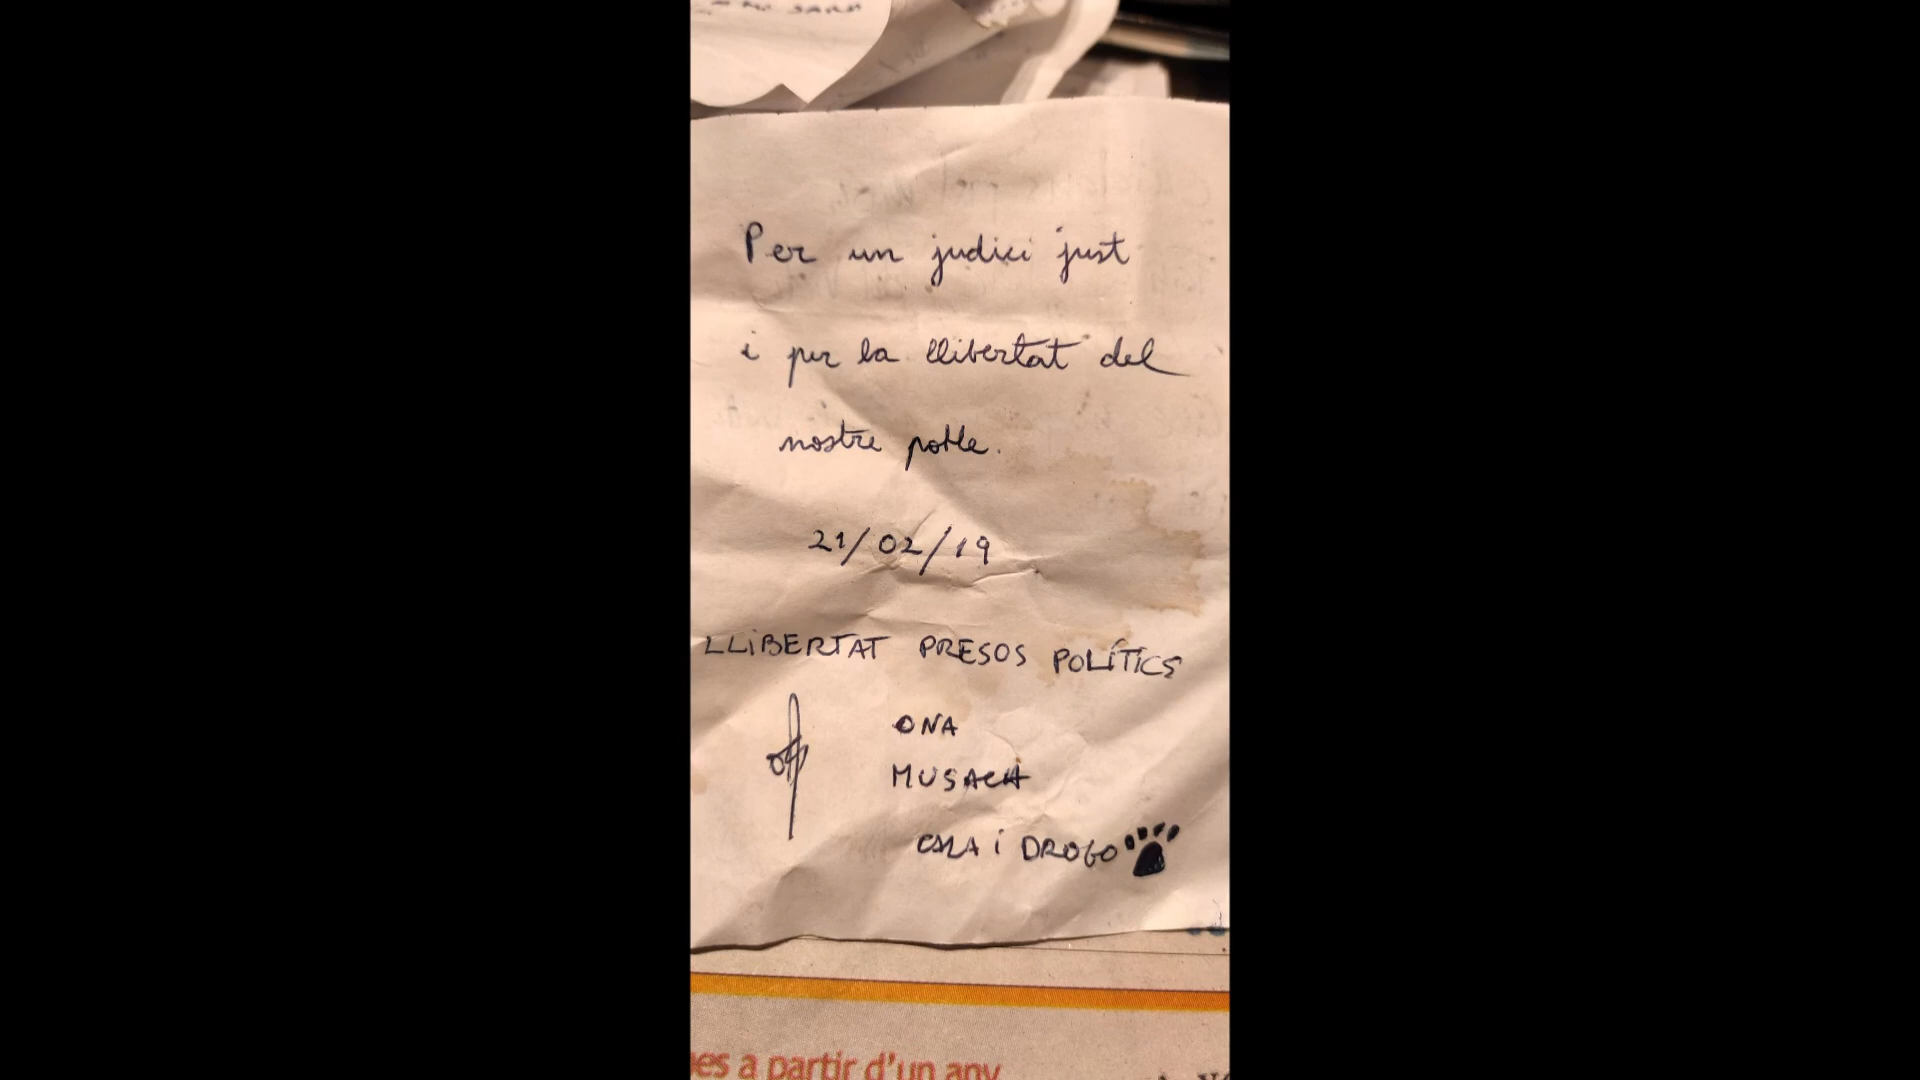 Per un judici just
i per la llibertat del
nostre poble.
21/02/19
LLIBERTAT PRESOS POLÍTICS
ONA
MUSACH
CALA i DROGO
es a partir d'un any